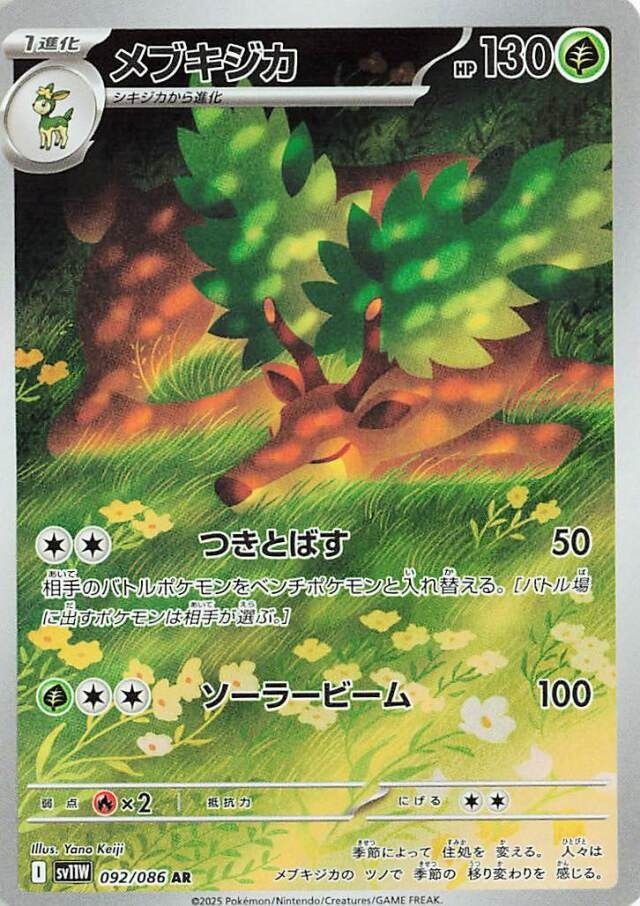 1進化
メブキジカ
HP 130
シキジカから進化
つきとばす 50
相手のバトルポケモンをベンチポケモンと入れ替える。[バトル場
に出すポケモンは相手が選ぶ。]
ソーラービーム 100
弱点 ×2 抵抗力 にげる
Illus. Yano Keiji
I sv11W 092/086 AR
季節によって 住処を 変える。 人々は
メブキジカの ツノで 季節の 移り変わりを 感じる。
©2025 Pokémon/Nintendo/Creatures/GAME FREAK.